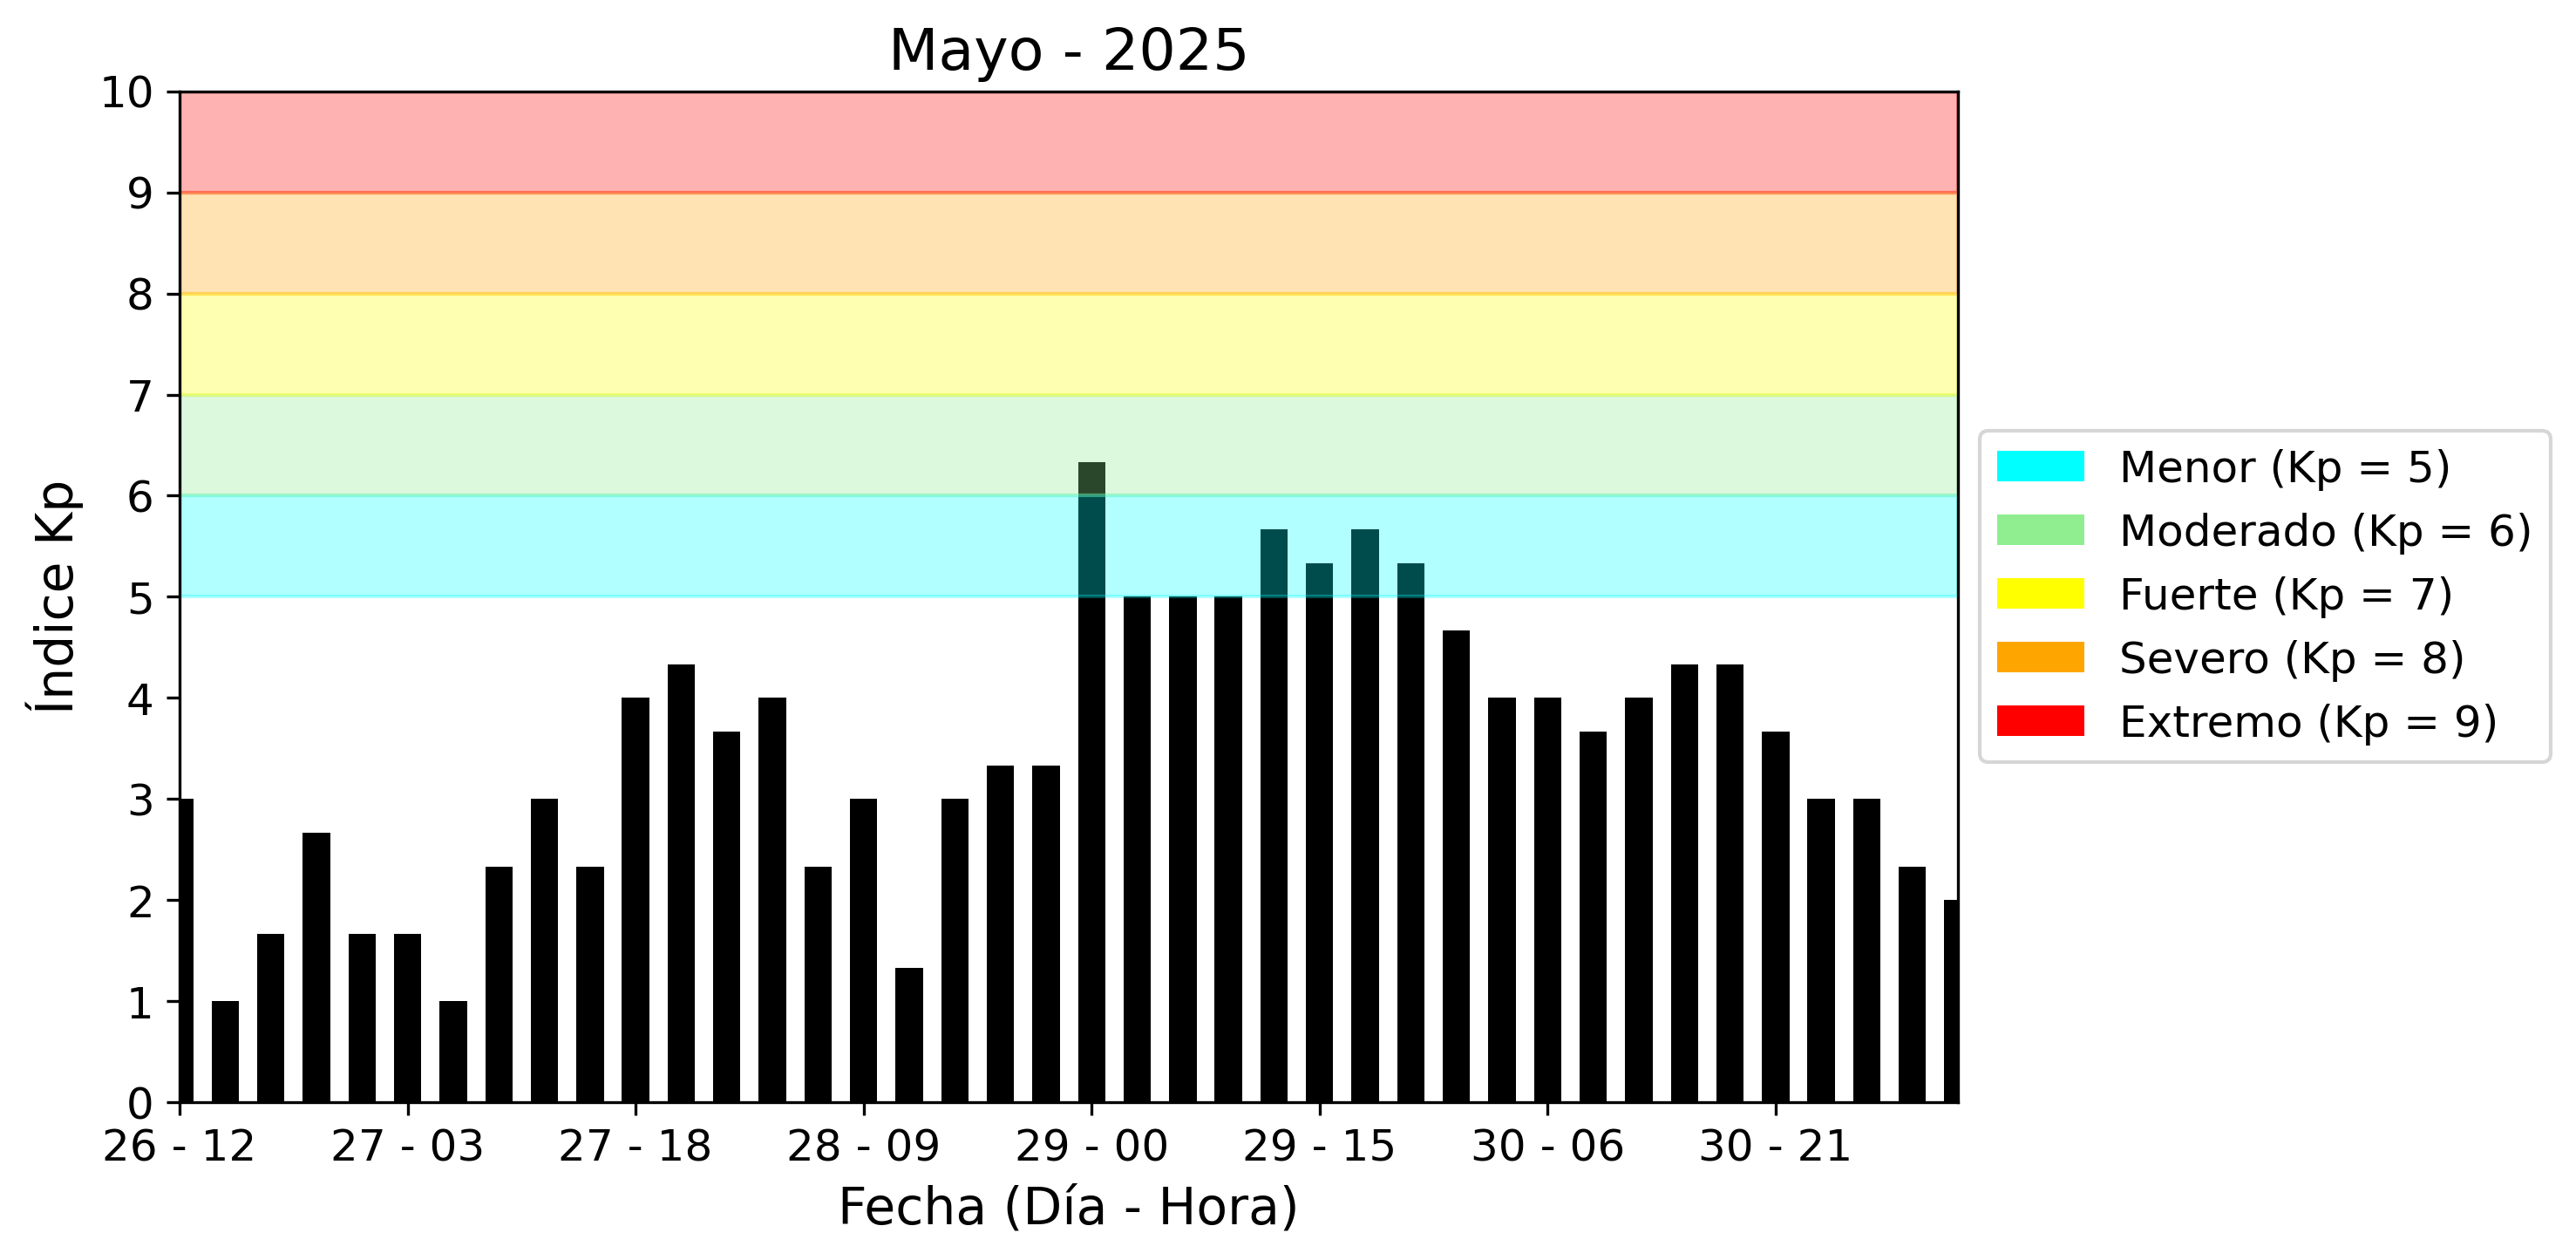 Mayo - 2025
10
9
8
7
6
5
4
3
2
1
0
Índice Kp
26 - 12
27 - 03
27 - 18
28 - 09
29 - 00
29 - 15
30 - 06
30 - 21
Fecha (Día - Hora)
Menor (Kp = 5)
Moderado (Kp = 6)
Fuerte (Kp = 7)
Severo (Kp = 8)
Extremo (Kp = 9)